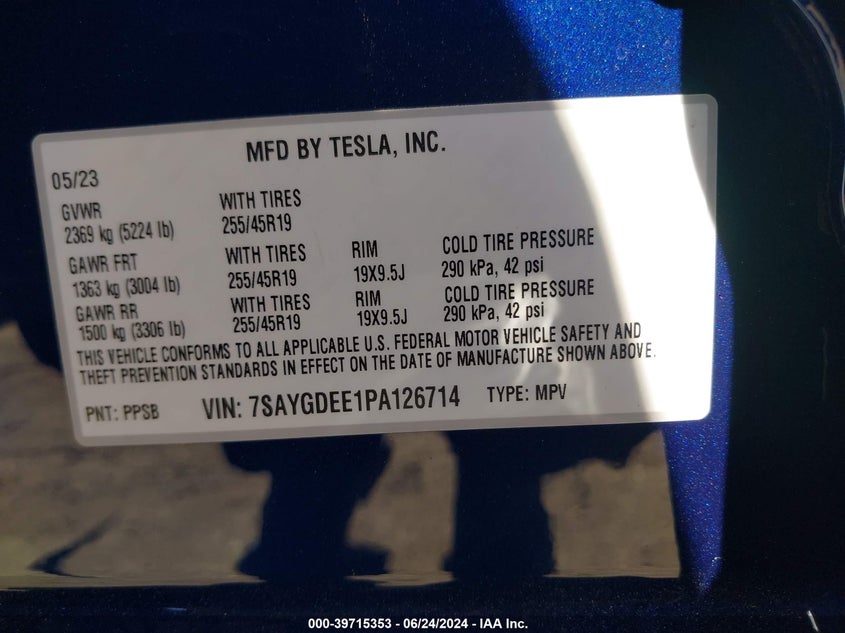 MFD BY TESLA, INC.
05/23
GVWR WITH TIRES
2369 kg (5224 lb) 255/45R19
GAWR FRT WITH TIRES RIM COLD TIRE PRESSURE
1363 kg (3004 lb) 255/45R19 19X9.5J 290 kPa, 42 psi
GAWR RR WITH TIRES RIM COLD TIRE PRESSURE
1500 kg (3306 lb) 255/45R19 19X9.5J 290 kPa, 42 psi
THIS VEHICLE CONFORMS TO ALL APPLICABLE U.S. FEDERAL MOTOR VEHICLE SAFETY AND
THEFT PREVENTION STANDARDS IN EFFECT ON THE DATE OF MANUFACTURE SHOWN ABOVE.
PNT: PPSB VIN: 7SAYGDEE1PA126714 TYPE: MPV
000-39715353 - 06/24/2024 - IAA Inc.